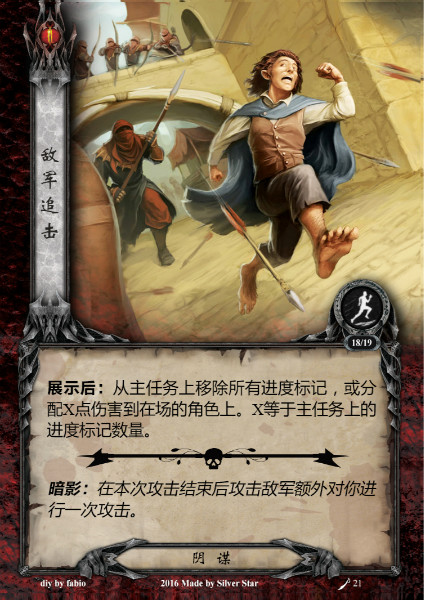 敌军追击
18/19
展示后：从主任务上移除所有进度标记，或分
配X点伤害到在场的角色上。X等于主任务上的
进度标记数量。
暗影：在本次攻击结束后攻击敌军额外对你进
行一次攻击。
阴谋
diy by fabio 2016 Made by Silver Star 21